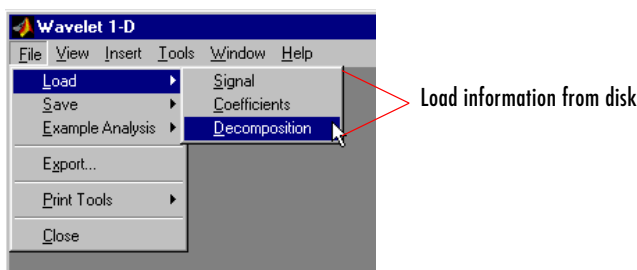 Wavelet 1-D
File View Insert Tools Window Help
Load
Save
Example Analysis
Export...
Print Tools
Close
Signal
Coefficients
Decomposition
Load information from disk